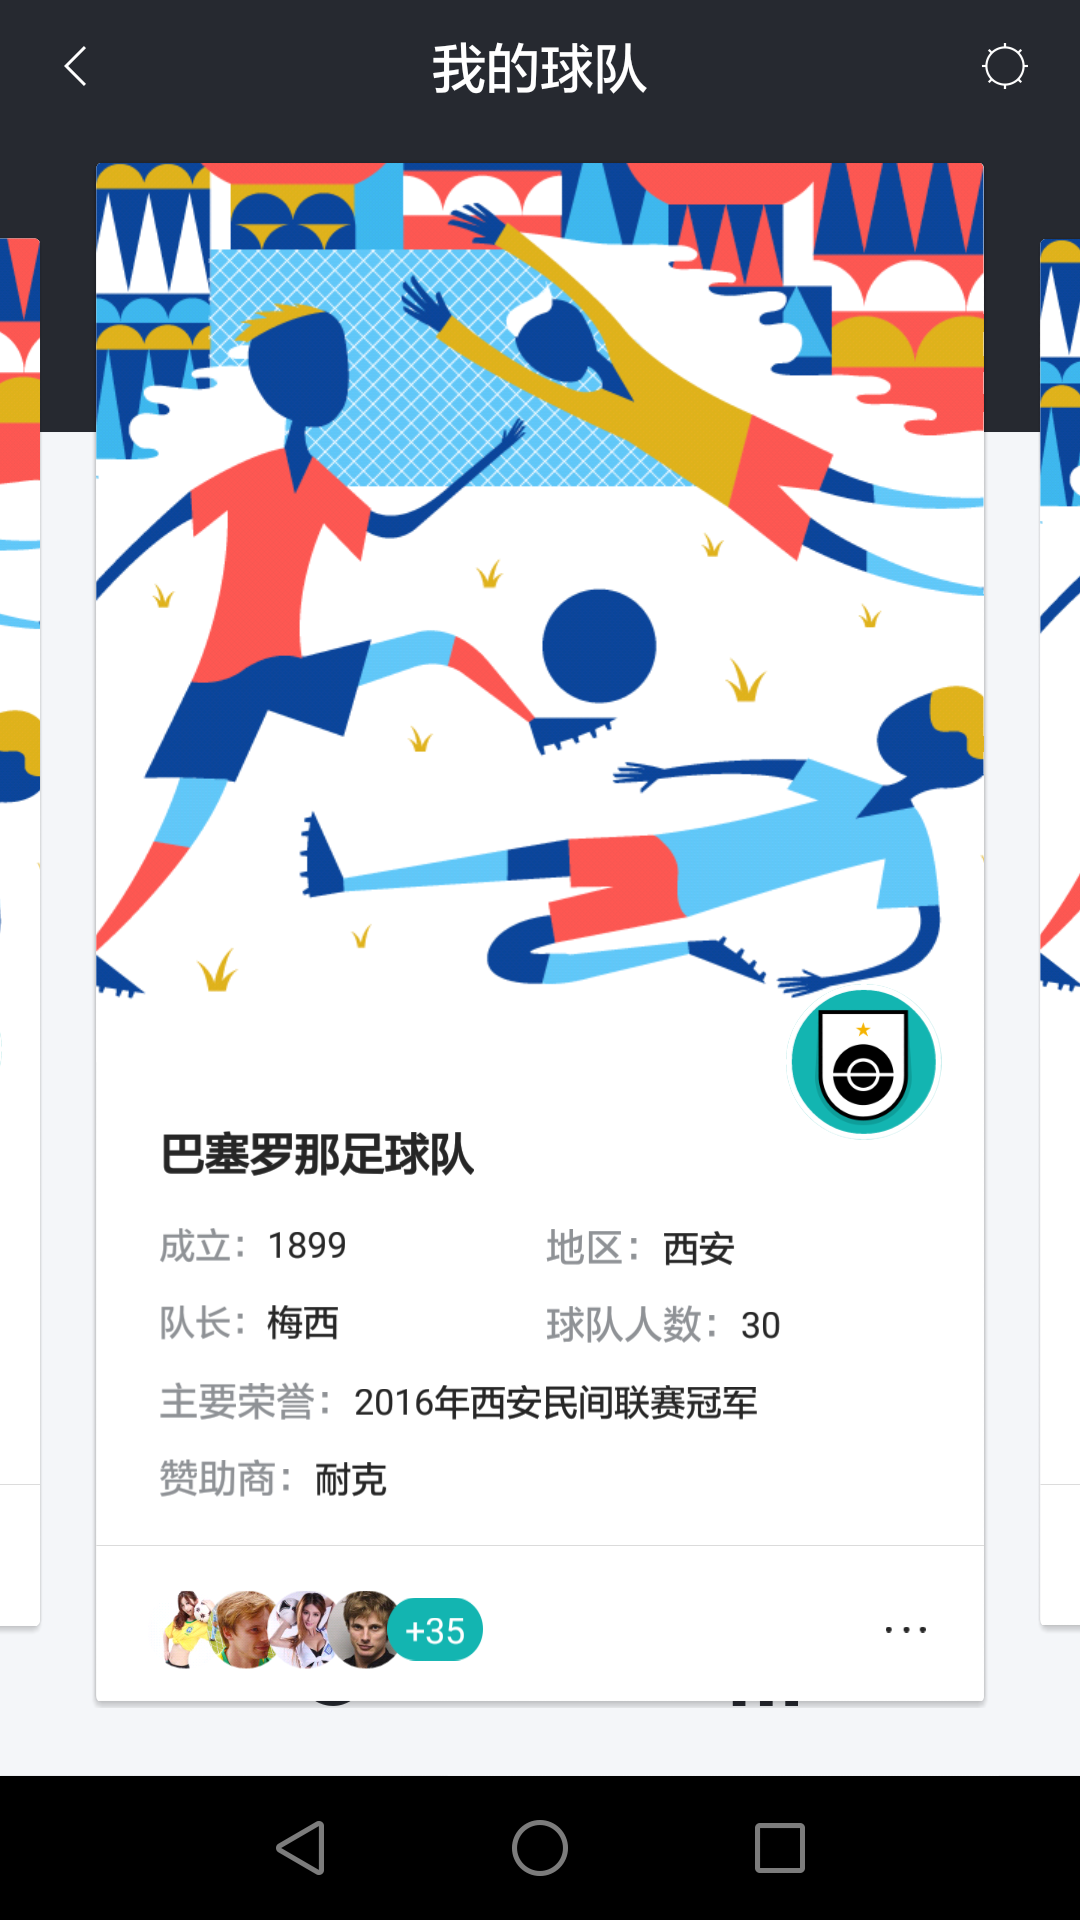 我的球队
巴塞罗那足球队
成立：1899
地区：西安
队长：梅西
球队人数：30
主要荣誉：2016年西安民间联赛冠军
赞助商：耐克
+35